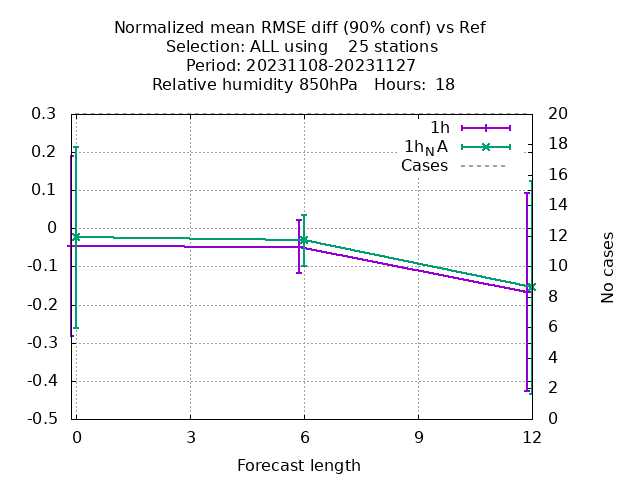 Normalized mean RMSE diff (90% conf) vs Ref
Selection: ALL using    25 stations
Period: 20231108-20231127
Relative humidity 850hPa   Hours:  18
0.3
0.2
0.1
0
-0.1
-0.2
-0.3
-0.4
-0.5
1h
1h_N A
Cases
20
18
16
14
12
10
8
6
4
2
0
No cases
0 3 6 9 12
Forecast length